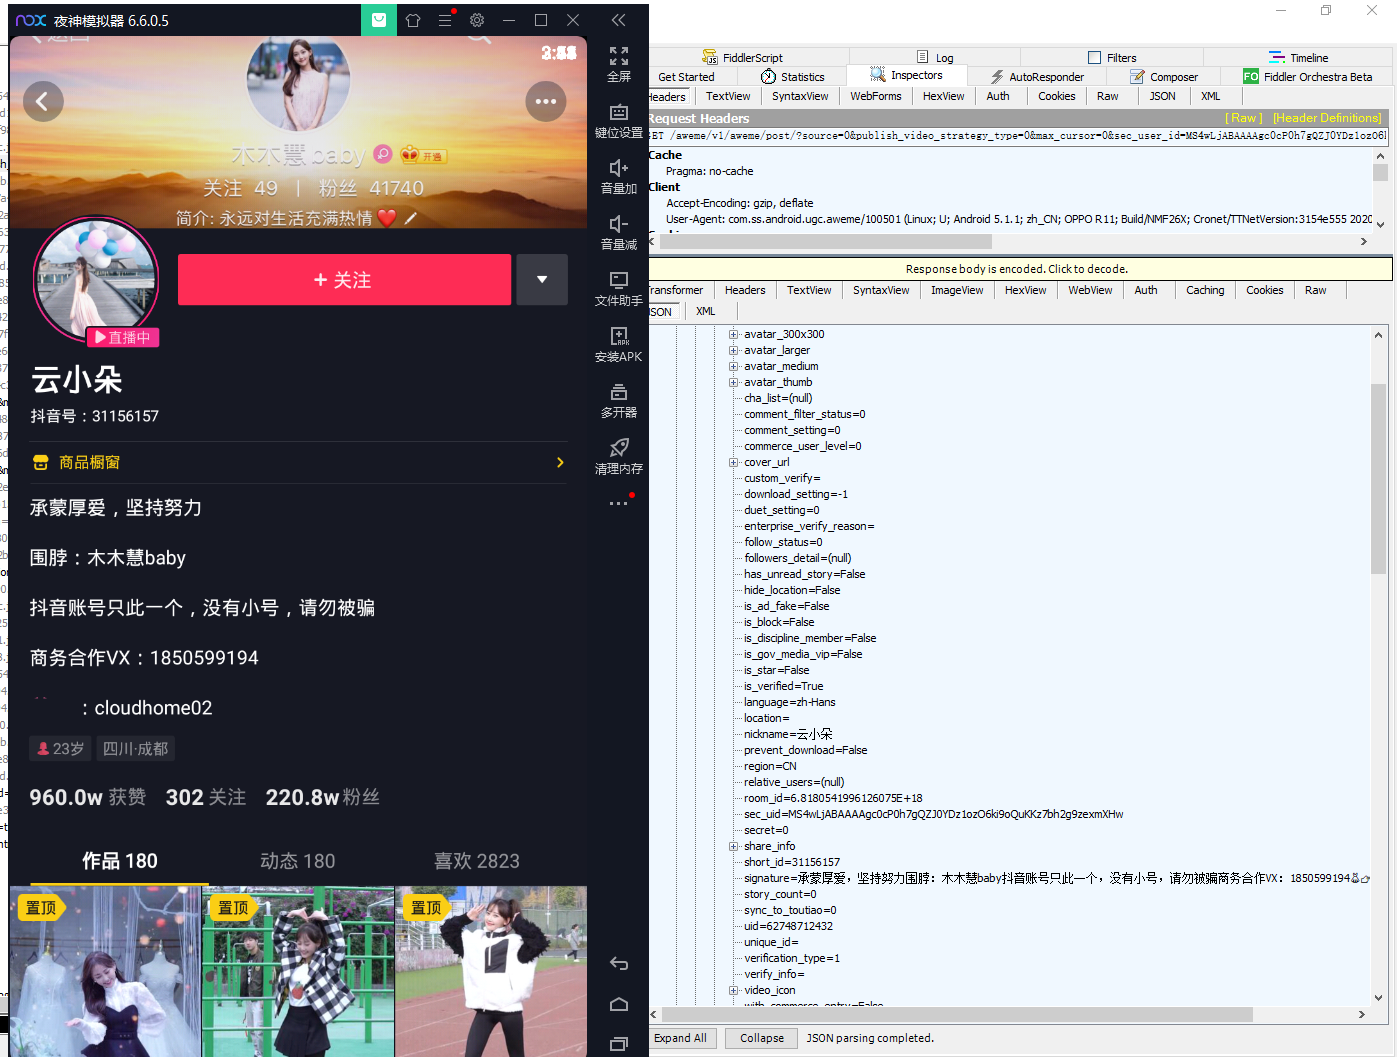 nox 夜神模拟器 6.6.0.5
木木慧 baby 开通
关注 49 | 粉丝 41740
简介: 永远对生活充满热情
直播中
+ 关注
云小朵
抖音号：31156157
商品橱窗
承蒙厚爱，坚持努力
围脖：木木慧baby
抖音账号只此一个，没有小号，请勿被骗
商务合作VX：1850599194
：cloudhome02
23岁 四川·成都
960.0w 获赞 302 关注 220.8w 粉丝
作品 180 动态 180 喜欢 2823
置顶 置顶 置顶
全屏
键位设置
音量加
音量减
文件助手
安装APK
多开器
清理内存
FiddlerScript Log Filters Timeline
Get Started Statistics Inspectors AutoResponder Composer FO Fiddler Orchestra Beta
Headers TextView SyntaxView WebForms HexView Auth Cookies Raw JSON XML
Request Headers [ Raw ] [Header Definitions]
GET /aweme/v1/aweme/post/?source=0&publish_video_strategy_type=0&max_cursor=0&sec_user_id=MS4wLjABAAAAgc0cP0h7gQZJ0YDz1ozO6
Cache
Pragma: no-cache
Client
Accept-Encoding: gzip, deflate
User-Agent: com.ss.android.ugc.aweme/100501 (Linux; U; Android 5.1.1; zh_CN; OPPO R11; Build/NMF26X; Cronet/TTNetVersion:3154e555 2020
Response body is encoded. Click to decode.
Transformer Headers TextView SyntaxView ImageView HexView WebView Auth Caching Cookies Raw
JSON XML
avatar_300x300
avatar_larger
avatar_medium
avatar_thumb
cha_list=(null)
comment_filter_status=0
comment_setting=0
commerce_user_level=0
cover_url
custom_verify=
download_setting=-1
duet_setting=0
enterprise_verify_reason=
follow_status=0
followers_detail=(null)
has_unread_story=False
hide_location=False
is_ad_fake=False
is_block=False
is_discipline_member=False
is_gov_media_vip=False
is_star=False
is_verified=True
language=zh-Hans
location=
nickname=云小朵
prevent_download=False
region=CN
relative_users=(null)
room_id=6.8180541996126075E+18
sec_uid=MS4wLjABAAAAgc0cP0h7gQZJ0YDz1ozO6ki9oQuKKz7bh2g9zexmXHw
secret=0
share_info
short_id=31156157
signature=承蒙厚爱，坚持努力围脖：木木慧baby抖音账号只此一个，没有小号，请勿被骗商务合作VX：1850599194
story_count=0
sync_to_toutiao=0
uid=62748712432
unique_id=
verification_type=1
verify_info=
video_icon
with_commerce_entry=False
Expand All Collapse JSON parsing completed.